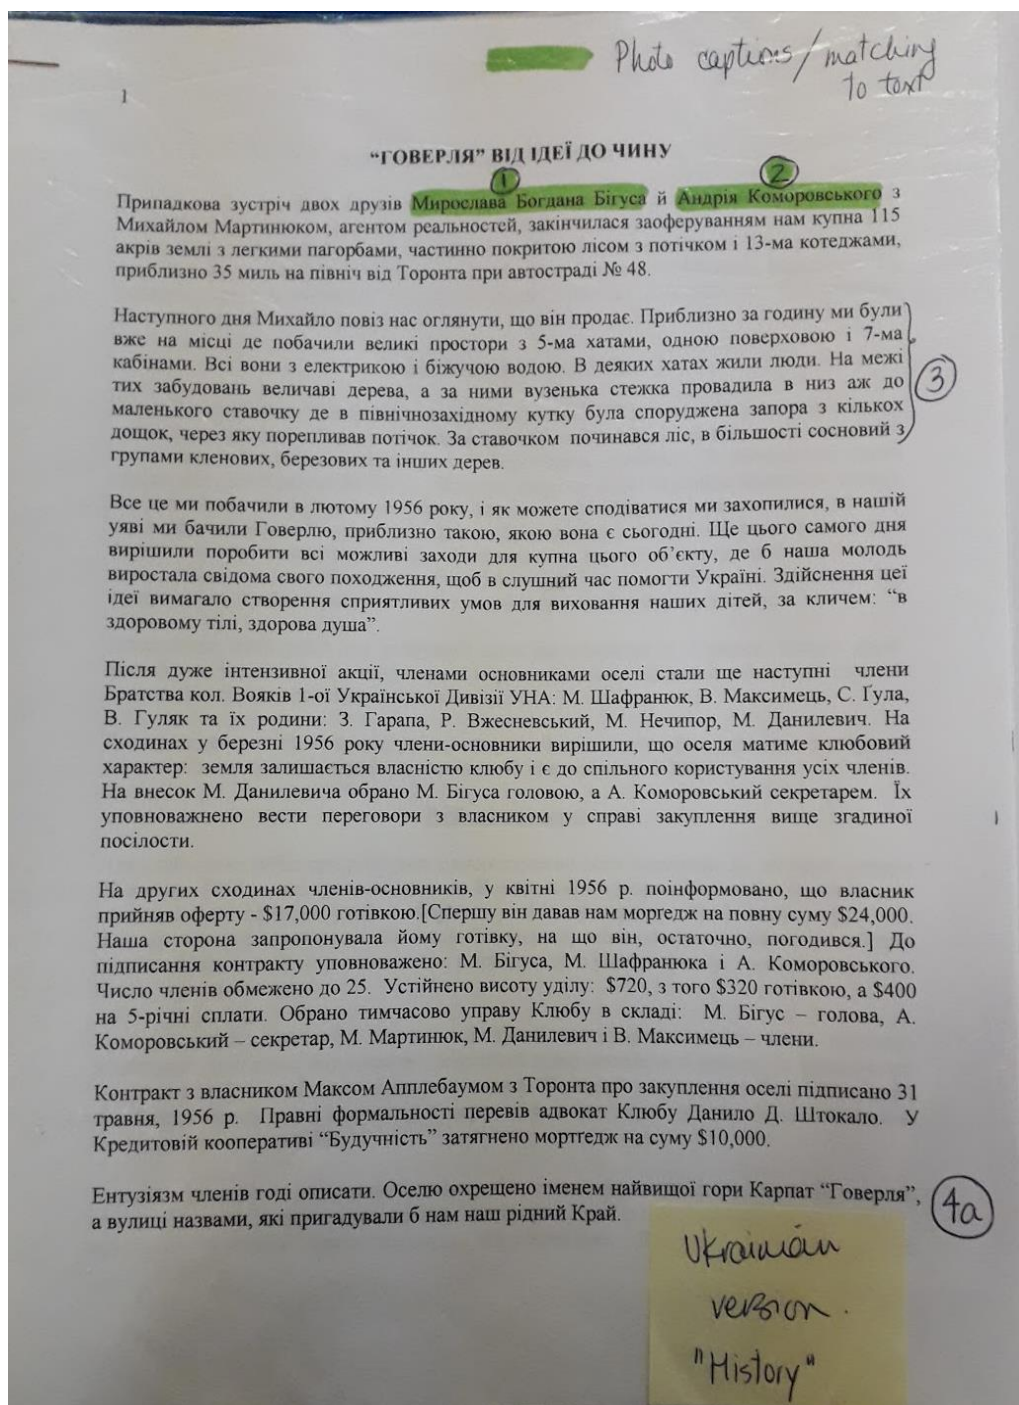 Photo captions/matching
to text
1
“ГОВЕРЛЯ” ВІД ІДЕЇ ДО ЧИНУ
1 2
Припадкова зустріч двох друзів Мирослава Богдана Бігуса й Андрія Коморовського з
Михайлом Мартинюком, агентом реальностей, закінчилася заоферуванням нам купна 115
акрів землі з легкими пагорбами, частинно покритою лісом з потічком і 13-ма котеджами,
приблизно 35 миль на північ від Торонта при автостраді № 48.
Наступного дня Михайло повіз нас оглянути, що він продає. Приблизно за годину ми були
вже на місці де побачили великі простори з 5-ма хатами, одною поверховою і 7-ма
кабінами. Всі вони з електрикою і біжучою водою. В деяких хатах жили люди. На межі
тих забудовань величаві дерева, а за ними вузенька стежка провадила в низ аж до
маленького ставочку де в північнозахідному кутку була споруджена запора з кількох
дощок, через яку порепливав потічок. За ставочком починався ліс, в більшості сосновий з
групами кленових, березових та інших дерев.
3
Все це ми побачили в лютому 1956 року, і як можете сподіватися ми захопилися, в нашій
уяві ми бачили Говерлю, приблизно такою, якою вона є сьогодні. Ще цього самого дня
вирішили поробити всі можливі заходи для купна цього об’єкту, де б наша молодь
виростала свідома свого походження, щоб в слушний час помогти Україні. Здійснення цеї
ідеї вимагало створення сприятливих умов для виховання наших дітей, за кличем: “в
здоровому тілі, здорова душа”.
Після дуже інтензивної акції, членами основниками оселі стали ще наступні члени
Братства кол. Вояків 1-ої Української Дивізії УНА: М. Шафранюк, В. Максимець, С. Ґула,
В. Гуляк та їх родини: З. Гарапа, Р. Вжесневський, М. Нечипор, М. Данилевич. На
сходинах у березні 1956 року члени-основники вирішили, що оселя матиме клюбовий
характер: земля залишається власністю клюбу і є до спільного користування усіх членів.
На внесок М. Данилевича обрано М. Бігуса головою, а А. Коморовський секретарем. Їх
уповноважнено вести переговори з власником у справі закуплення вище згадиної
посілости.
На других сходинах членів-основників, у квітні 1956 р. поінформовано, що власник
прийняв оферту - $17,000 готівкою.[Спершу він давав нам морґедж на повну суму $24,000.
Наша сторона запропонувала йому готівку, на що він, остаточно, погодився.] До
підписання контракту уповноважено: М. Бігуса, М. Шафранюка і А. Коморовського.
Число членів обмежено до 25. Устійнено висоту уділу: $720, з того $320 готівкою, а $400
на 5-річні сплати. Обрано тимчасово управу Клюбу в складі: М. Бігус – голова, А.
Коморовський – секретар, М. Мартинюк, М. Данилевич і В. Максимець – члени.
Контракт з власником Максом Апплебаумом з Торонта про закуплення оселі підписано 31
травня, 1956 р. Правні формальності перевів адвокат Клюбу Данило Д. Штокало. У
Кредитовій кооперативі “Будучність” затягнено мортґедж на суму $10,000.
Ентузіязм членів годі описати. Оселю охрещено іменем найвищої гори Карпат “Говерля”,
а вулиці назвами, які пригадували б нам наш рідний Край.
4a
Ukrainian
version.
"History"